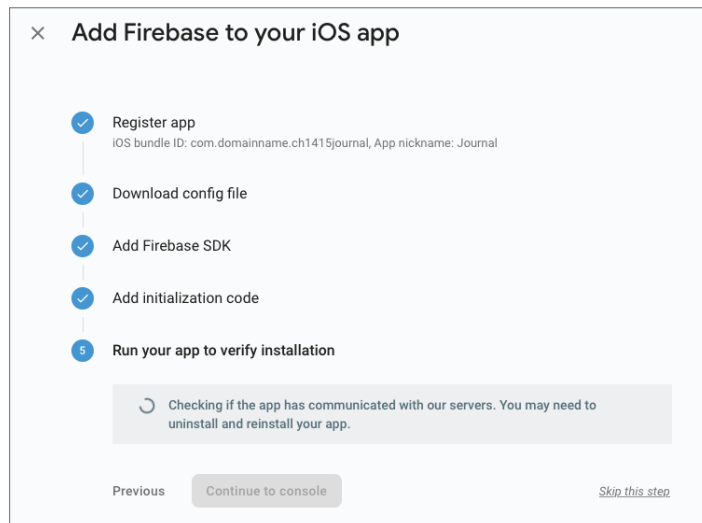 Add Firebase to your iOS app
Register app
iOS bundle ID: com.domainname.ch1415journal, App nickname: Journal
Download config file
Add Firebase SDK
Add initialization code
5 Run your app to verify installation
Checking if the app has communicated with our servers. You may need to
uninstall and reinstall your app.
Previous Continue to console Skip this step